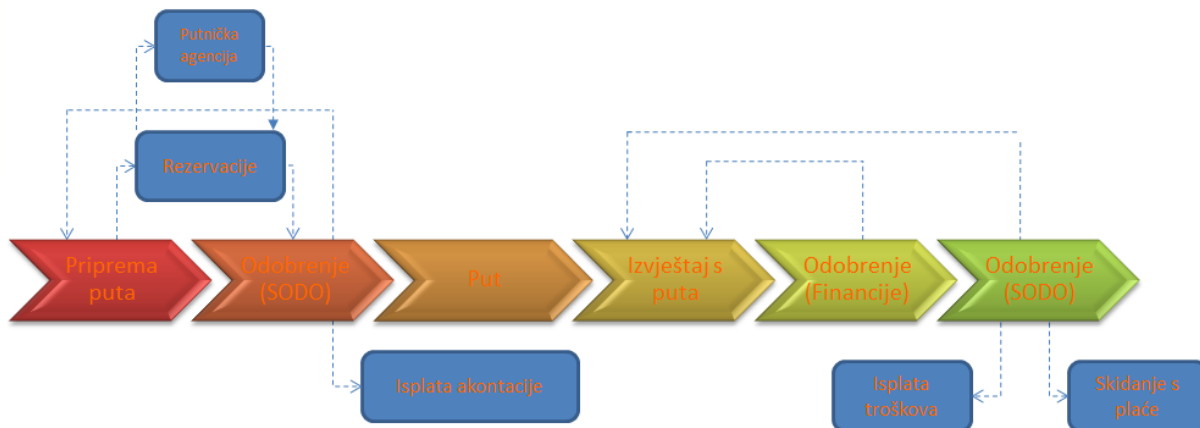 Putnička
agencija
Rezervacije
Priprema
puta
Odobrenje
(SODO)
Put
Izvještaj s
puta
Odobrenje
(Financije)
Odobrenje
(SODO)
Isplata akontacije
Isplata
troškova
Skidanje s
plaće